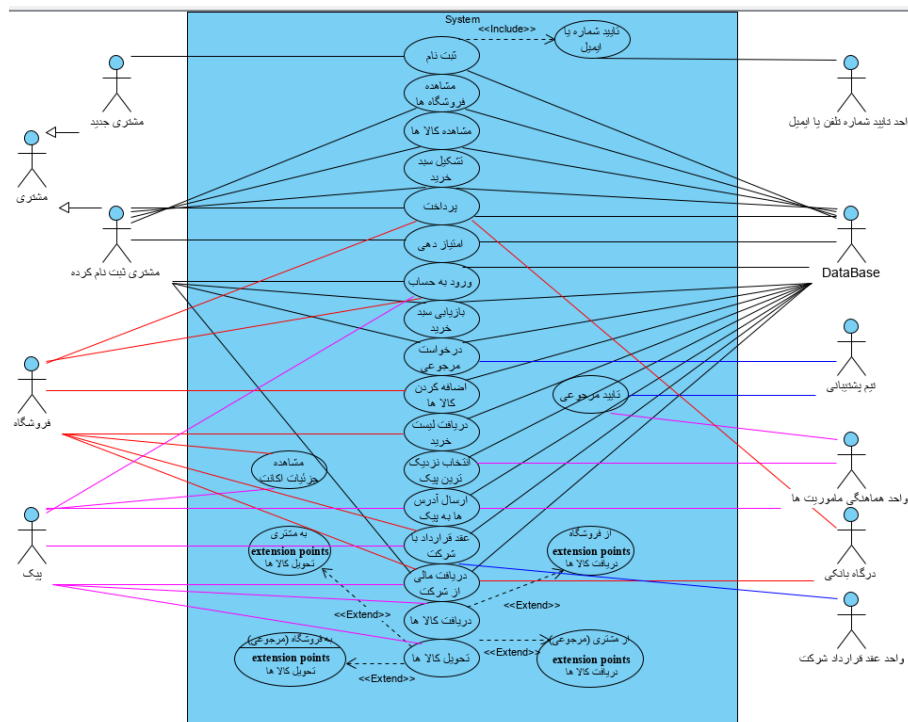 System
<<Include>>
تایید شماره یا
ایمیل
ثبت نام
مشاهده
فروشگاه ها
مشاهده کالا ها
تشکیل سبد
خرید
پرداخت
امتیاز دهی
ورود به حساب
بازیابی سبد
خرید
درخواست
مرجوعی
اضافه کردن
کالا ها
تایید مرجوعی
دریافت لیست
خرید
مشاهده
جزئیات اکانت
انتخاب نزدیک
ترین پیک
ارسال آدرس
ها به پیک
عقد قرارداد با
شرکت
دریافت مالی
از شرکت
دریافت کالا ها
تحویل کالا ها
به مشتری
extension points
تحویل کالا ها
از فروشگاه
extension points
دریافت کالا ها
<<Extend>>
<<Extend>>
به فروشگاه (مرجوعی)
extension points
تحویل کالا ها
<<Extend>>
<<Extend>>
از مشتری (مرجوعی)
extension points
دریافت کالا ها
مشتری جدید
مشتری
مشتری ثبت نام کرده
فروشگاه
پیک
واحد تایید شماره تلفن یا ایمیل
DataBase
تیم پشتیبانی
واحد هماهنگی ماموریت ها
درگاه بانکی
واحد عقد قرارداد شرکت